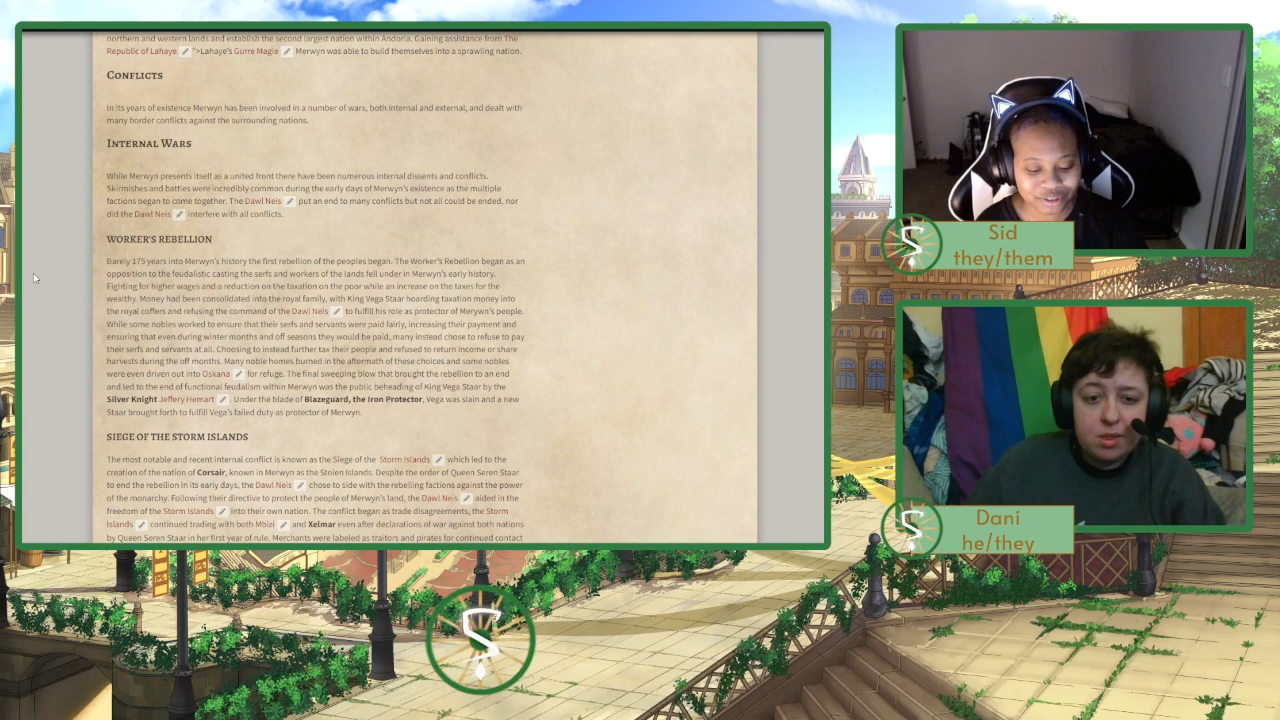 northern and western lands and establish the second largest nation within Andoria. Gaining assistance from The
Republic of Lahaye ">Lahaye's Gurre Magie Merwyn was able to build themselves into a sprawling nation.
Conflicts
In its years of existence Merwyn has been involved in a number of wars, both internal and external, and dealt with
many border conflicts against the surrounding nations.
Internal Wars
While Merwyn presents itself as a united front there have been numerous internal dissents and conflicts.
Skirmishes and battles were incredibly common during the early days of Merwyn's existence as the multiple
factions began to come together. The Dawl Neis put an end to many conflicts but not all could be ended, nor
did the Dawl Neis interfere with all conflicts.
WORKER'S REBELLION
Barely 175 years into Merwyn's history the first rebellion of the peoples began. The Worker's Rebellion began as an
opposition to the feudalistic casting the serfs and workers of the lands fell under in Merwyn's early history.
Fighting for higher wages and a reduction on the taxation on the poor while an increase on the taxes for the
wealthy. Money had been consolidated into the royal family, with King Vega Staar hoarding taxation money into
the royal coffers and refusing the command of the Dawl Neis to fulfill his role as protector of Merwyn's people.
While some nobles worked to ensure that their serfs and servants were paid fairly, increasing their payment and
ensuring that even during winter months and off seasons they would be paid, many instead chose to refuse to pay
their serfs and servants at all. Choosing to instead further tax their people and refused to return income or share
harvests during the off months. Many noble homes burned in the aftermath of these choices and some nobles
were even driven out into Oskana for refuge. The final sweeping blow that brought the rebellion to an end
and led to the end of functional feudalism within Merwyn was the public beheading of King Vega Staar by the
Silver Knight Jeffery Hemart . Under the blade of Blazeguard, the Iron Protector, Vega was slain and a new
Staar brought forth to fulfill Vega's failed duty as protector of Merwyn.
SIEGE OF THE STORM ISLANDS
The most notable and recent internal conflict is known as the Siege of the Storm Islands which led to the
creation of the nation of Corsair, known in Merwyn as the Stolen Islands. Despite the order of Queen Seren Staar
to end the rebellion in its early days, the Dawl Neis chose to side with the rebelling factions against the power
of the monarchy. Following their directive to protect the people of Merwyn's land, the Dawl Neis aided in the
freedom of the Storm Islands into their own nation. The conflict began as trade disagreements, the Storm
Islands continued trading with both Mbizi and Xelmar even after declarations of war against both nations
by Queen Seren Staar in her first year of rule. Merchants were labeled as traitors and pirates for continued contact
Sid
they/them
Dani
he/they
S